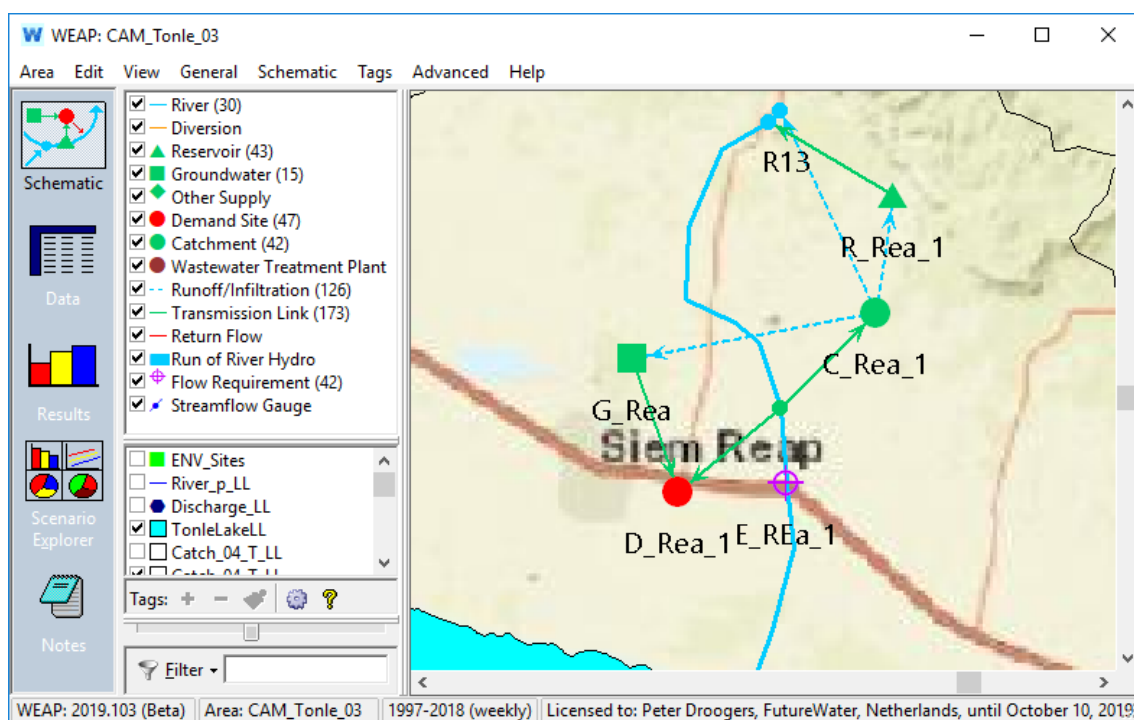 WEAP: CAM_Tonle_03
Area Edit View General Schematic Tags Advanced Help
Schematic
Data
Results
Scenario
Explorer
Notes
River (30)
Diversion
Reservoir (43)
Groundwater (15)
Other Supply
Demand Site (47)
Catchment (42)
Wastewater Treatment Plant
Runoff/Infiltration (126)
Transmission Link (173)
Return Flow
Run of River Hydro
Flow Requirement (42)
Streamflow Gauge
ENV_Sites
River_p_LL
Discharge_LL
TonleLakeLL
Catch_04_T_LL
Catch_04_T_LL
Tags:
Filter
R13
R_Rea_1
C_Rea_1
G_Rea
Siem Reap
D_Rea_1
E_REa_1
WEAP: 2019.103 (Beta) Area: CAM_Tonle_03 1997-2018 (weekly) Licensed to: Peter Droogers, FutureWater, Netherlands, until October 10, 2019